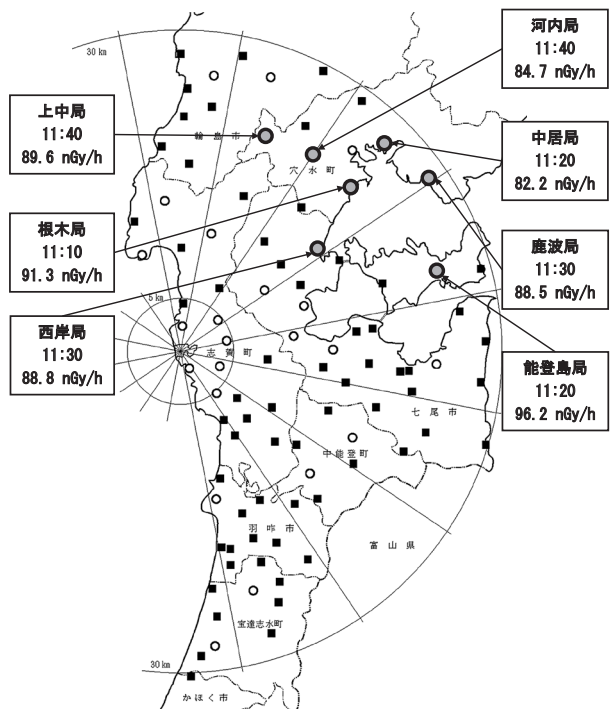 河内局
11:40
84.7 nGy/h
30 km
上中局
11:40
89.6 nGy/h
輪島市
穴水町
中居局
11:20
82.2 nGy/h
根木局
11:10
91.3 nGy/h
鹿波局
11:30
88.5 nGy/h
5 km
西岸局
11:30
88.8 nGy/h
志賀町
能登島局
11:20
96.2 nGy/h
七尾市
中能登町
羽咋市
富山県
宝達志水町
30 km
かほく市